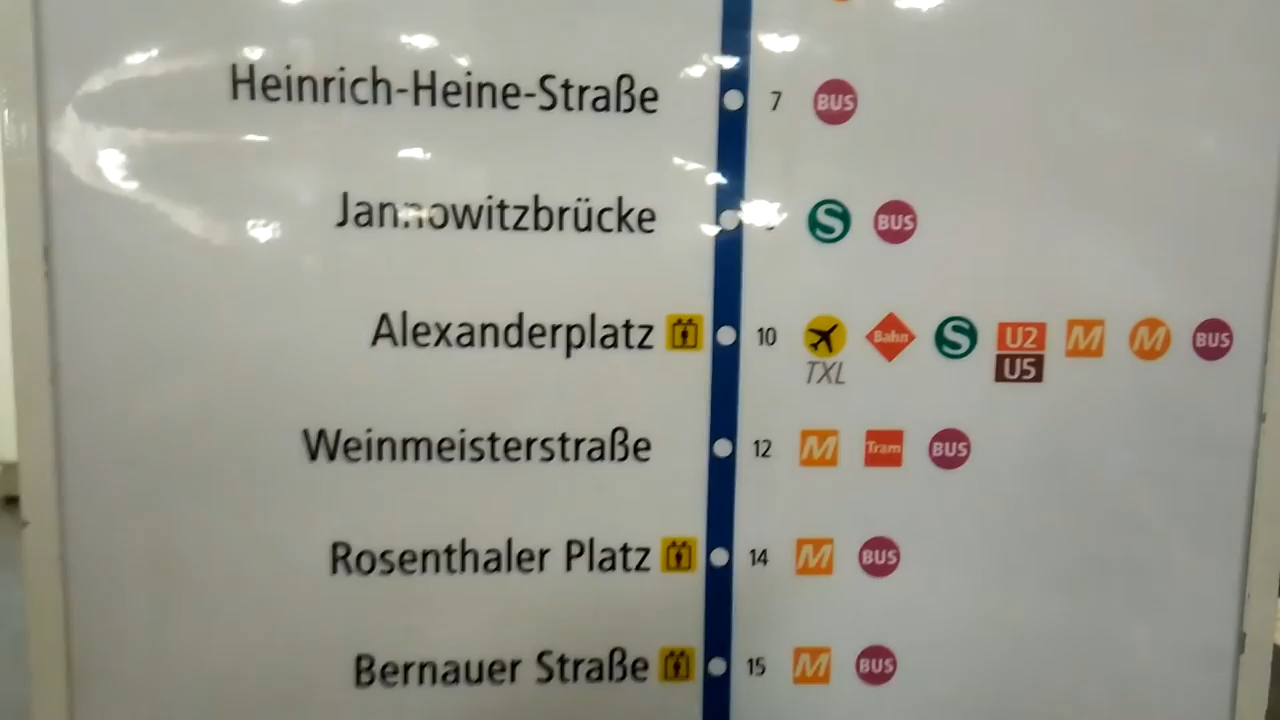 Heinrich-Heine-Straße 7 BUS
Jannowitzbrücke S BUS
Alexanderplatz 10 TXL Bahn S U2 U5 M M BUS
Weinmeisterstraße 12 M Tram BUS
Rosenthaler Platz 14 M BUS
Bernauer Straße 15 M BUS